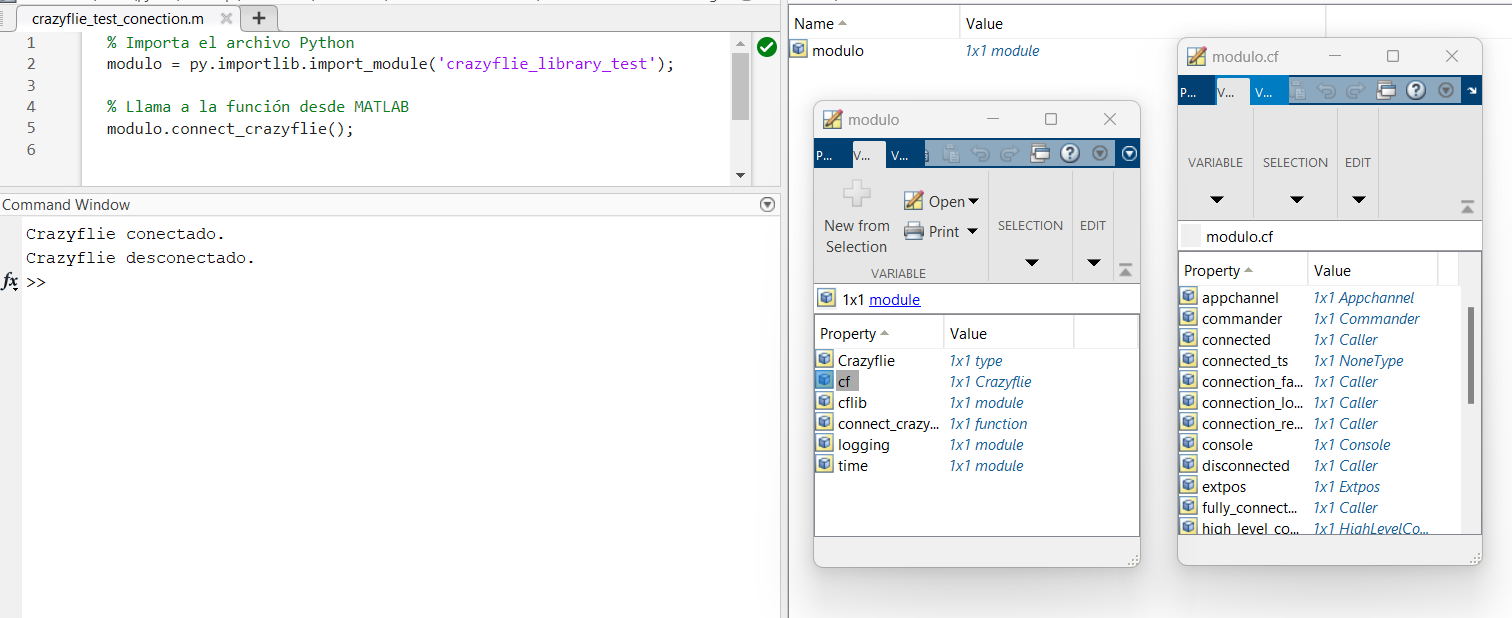 crazyflie_test_conection.m
1 % Importa el archivo Python
2 modulo = py.importlib.import_module('crazyflie_library_test');
3
4 % Llama a la función desde MATLAB
5 modulo.connect_crazyflie();
6
Command Window
Crazyflie conectado.
Crazyflie desconectado.
fx >>
Name Value
modulo 1x1 module
modulo
P... V... V...
New from Selection
Open
Print
VARIABLE
SELECTION
EDIT
1x1 module
Property Value
Crazyflie 1x1 type
cf 1x1 Crazyflie
cflib 1x1 module
connect_crazy... 1x1 function
logging 1x1 module
time 1x1 module
modulo.cf
P... V... V...
VARIABLE SELECTION EDIT
modulo.cf
Property Value
appchannel 1x1 Appchannel
commander 1x1 Commander
connected 1x1 Caller
connected_ts 1x1 NoneType
connection_fa... 1x1 Caller
connection_lo... 1x1 Caller
connection_re... 1x1 Caller
console 1x1 Console
disconnected 1x1 Caller
extpos 1x1 Extpos
fully_connect... 1x1 Caller
high_level_co... 1x1 HighLevelCo...